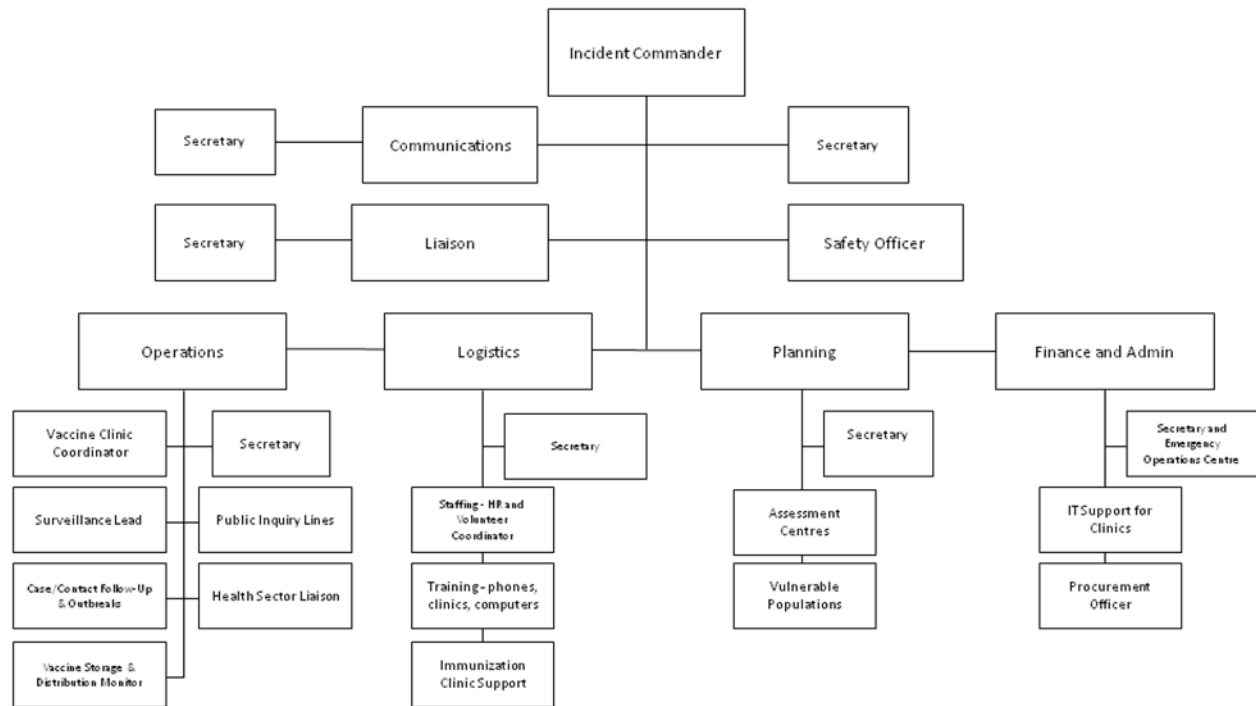 Incident Commander
Secretary
Communications
Secretary
Secretary
Liaison
Safety Officer
Operations
Logistics
Planning
Finance and Admin
Vaccine Clinic
Coordinator
Secretary
Secretary
Secretary
Secretary and
Emergency
Operations Centre
Surveillance Lead
Public Inquiry Lines
Staffing - HR and
Volunteer
Coordinator
Assessment
Centres
IT Support for
Clinics
Case/Contact Follow-Up
& Outbreaks
Health Sector Liaison
Training - phones,
clinics, computers
Vulnerable
Populations
Procurement
Officer
Vaccine Storage &
Distribution Monitor
Immunization
Clinic Support